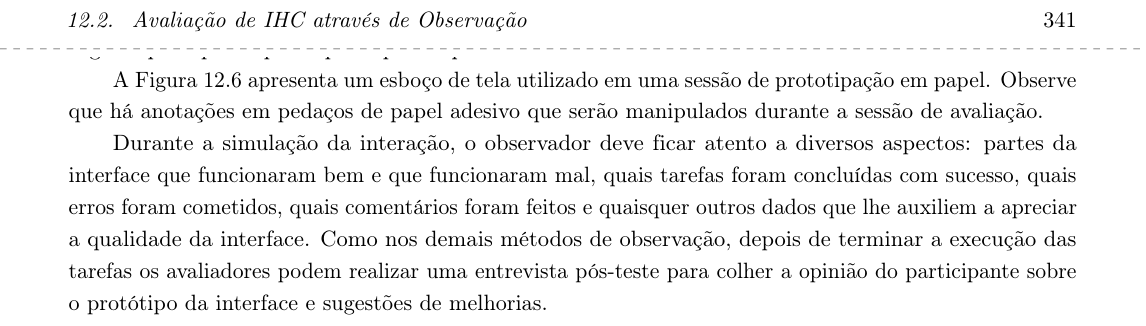 12.2. Avaliação de IHC através de Observação 341
A Figura 12.6 apresenta um esboço de tela utilizado em uma sessão de prototipação em papel. Observe
que há anotações em pedaços de papel adesivo que serão manipulados durante a sessão de avaliação.
Durante a simulação da interação, o observador deve ficar atento a diversos aspectos: partes da
interface que funcionaram bem e que funcionaram mal, quais tarefas foram concluídas com sucesso, quais
erros foram cometidos, quais comentários foram feitos e quaisquer outros dados que lhe auxiliem a apreciar
a qualidade da interface. Como nos demais métodos de observação, depois de terminar a execução das
tarefas os avaliadores podem realizar uma entrevista pós-teste para colher a opinião do participante sobre
o protótipo da interface e sugestões de melhorias.